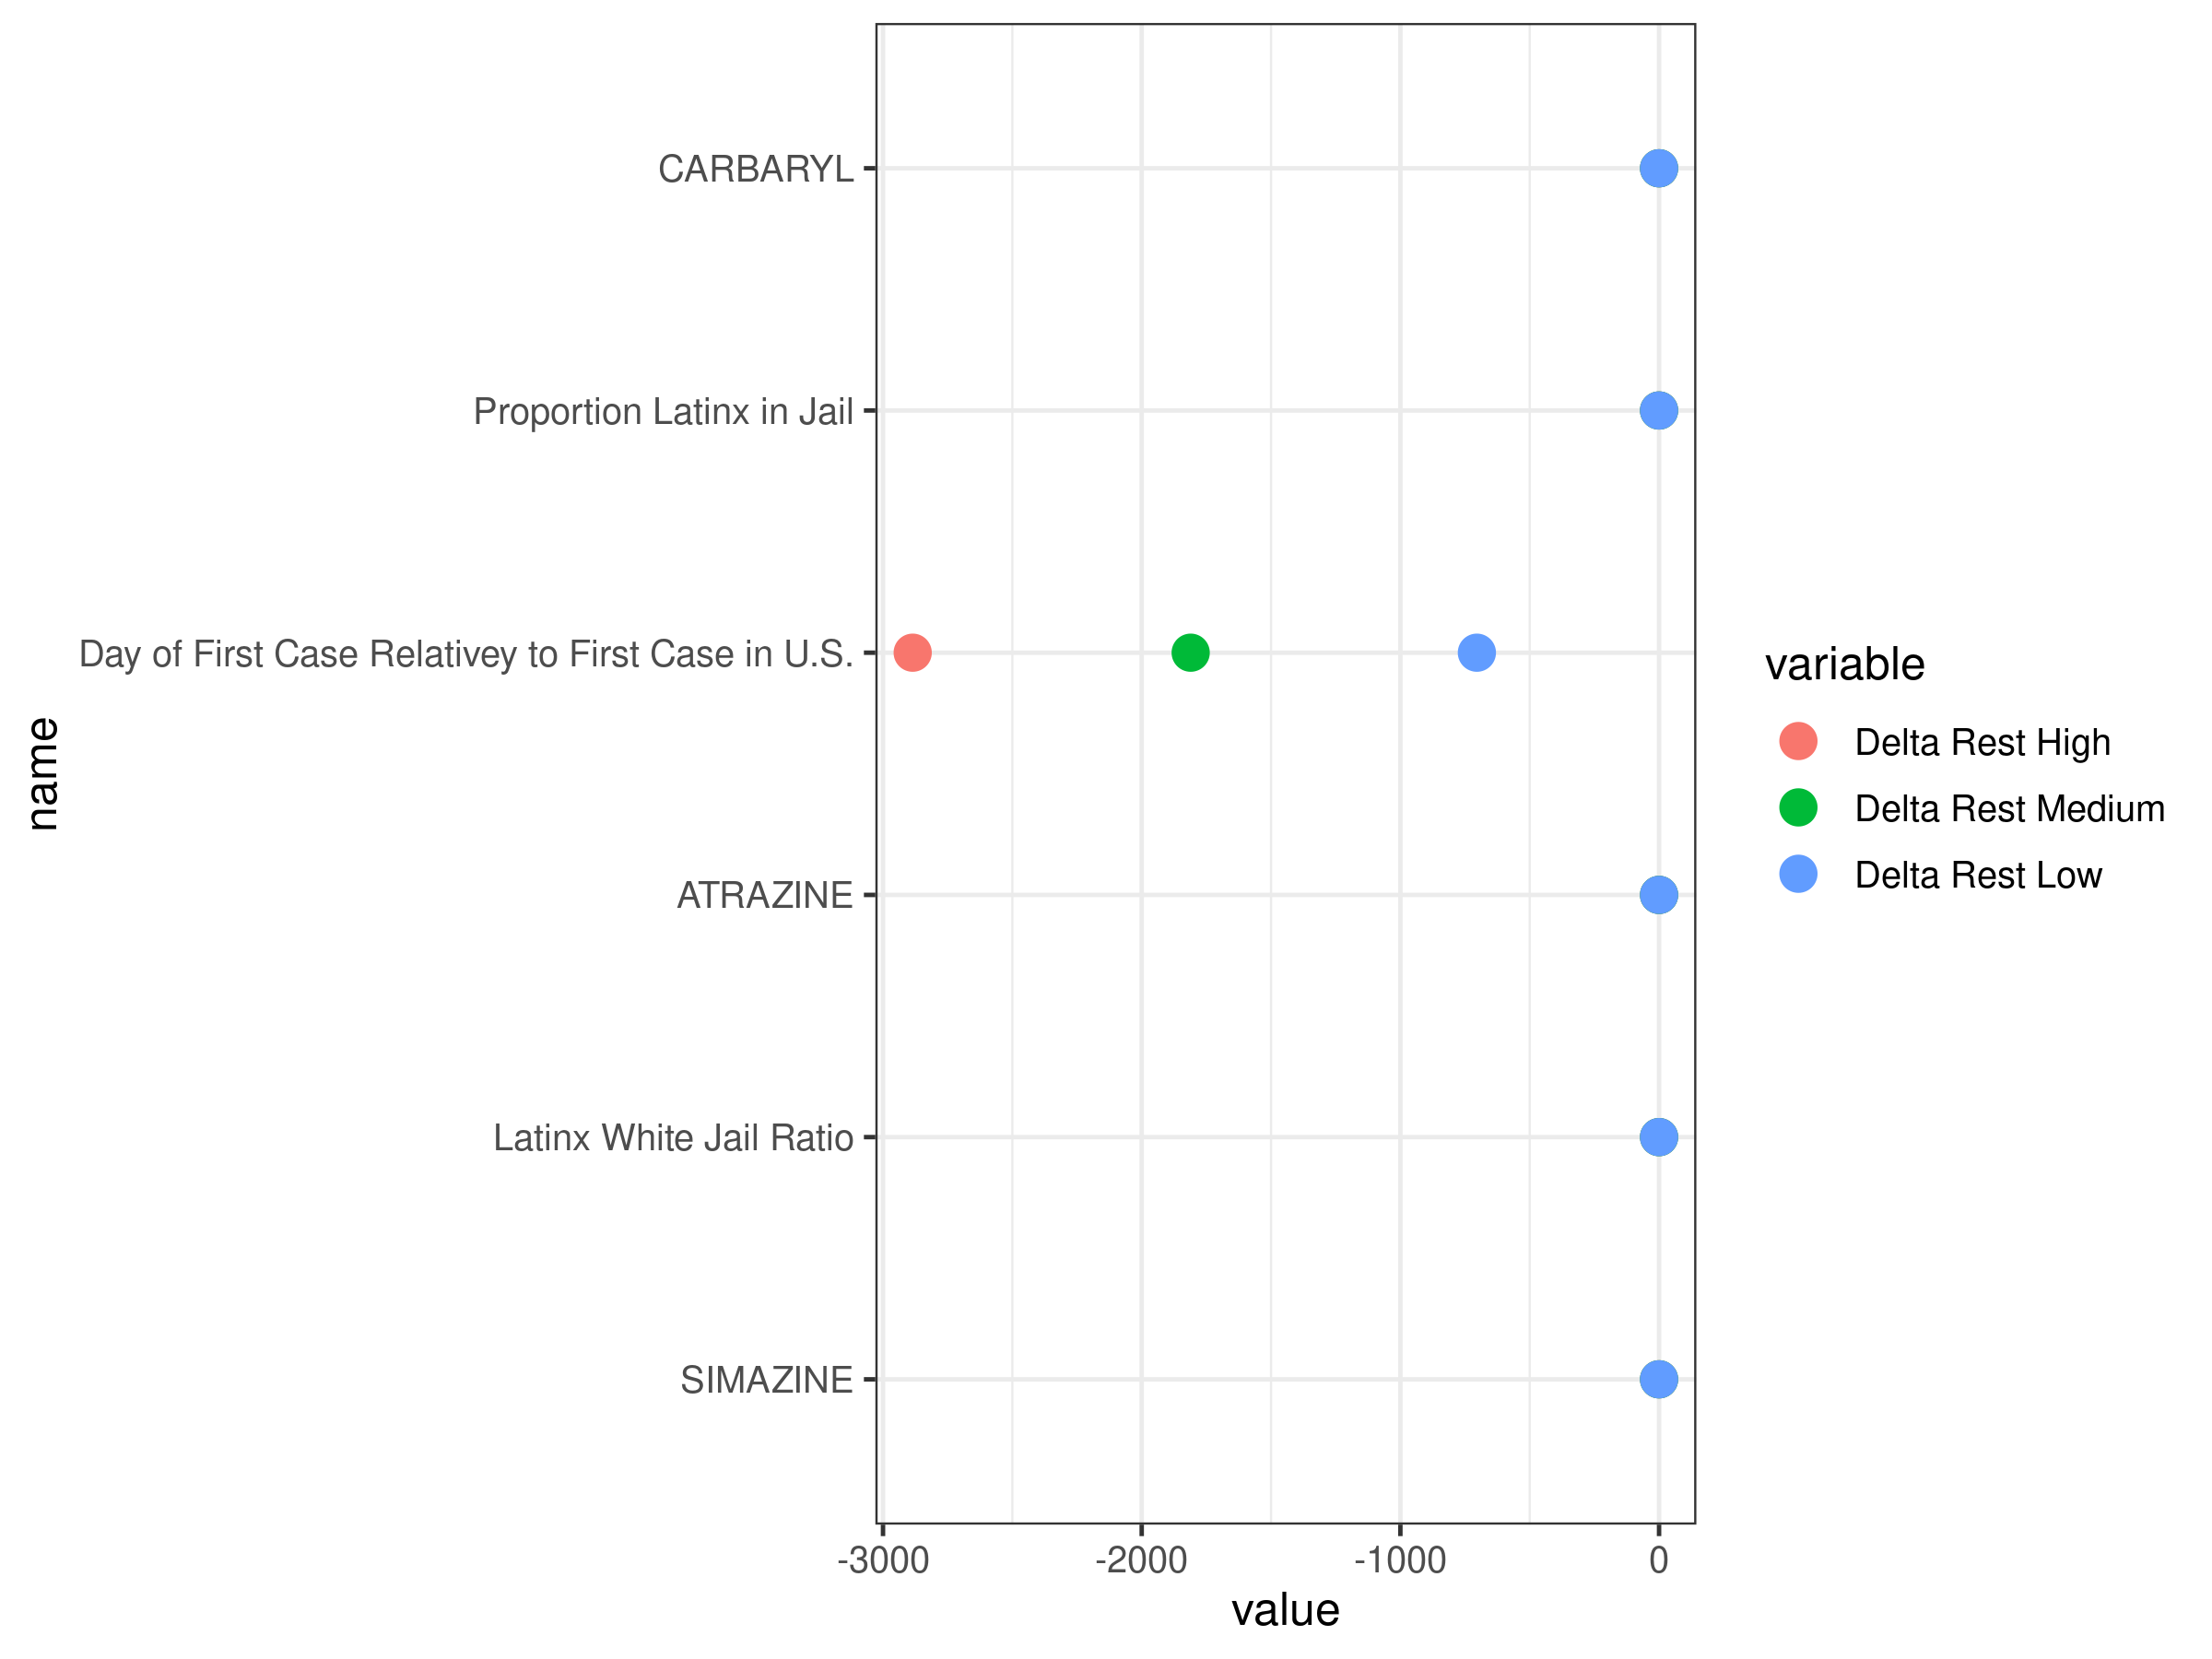 CARBARYL
Proportion Latinx in Jail
Day of First Case Relativey to First Case in U.S.
ATRAZINE
Latinx White Jail Ratio
SIMAZINE
name
-3000 -2000 -1000 0
value
variable
Delta Rest High
Delta Rest Medium
Delta Rest Low